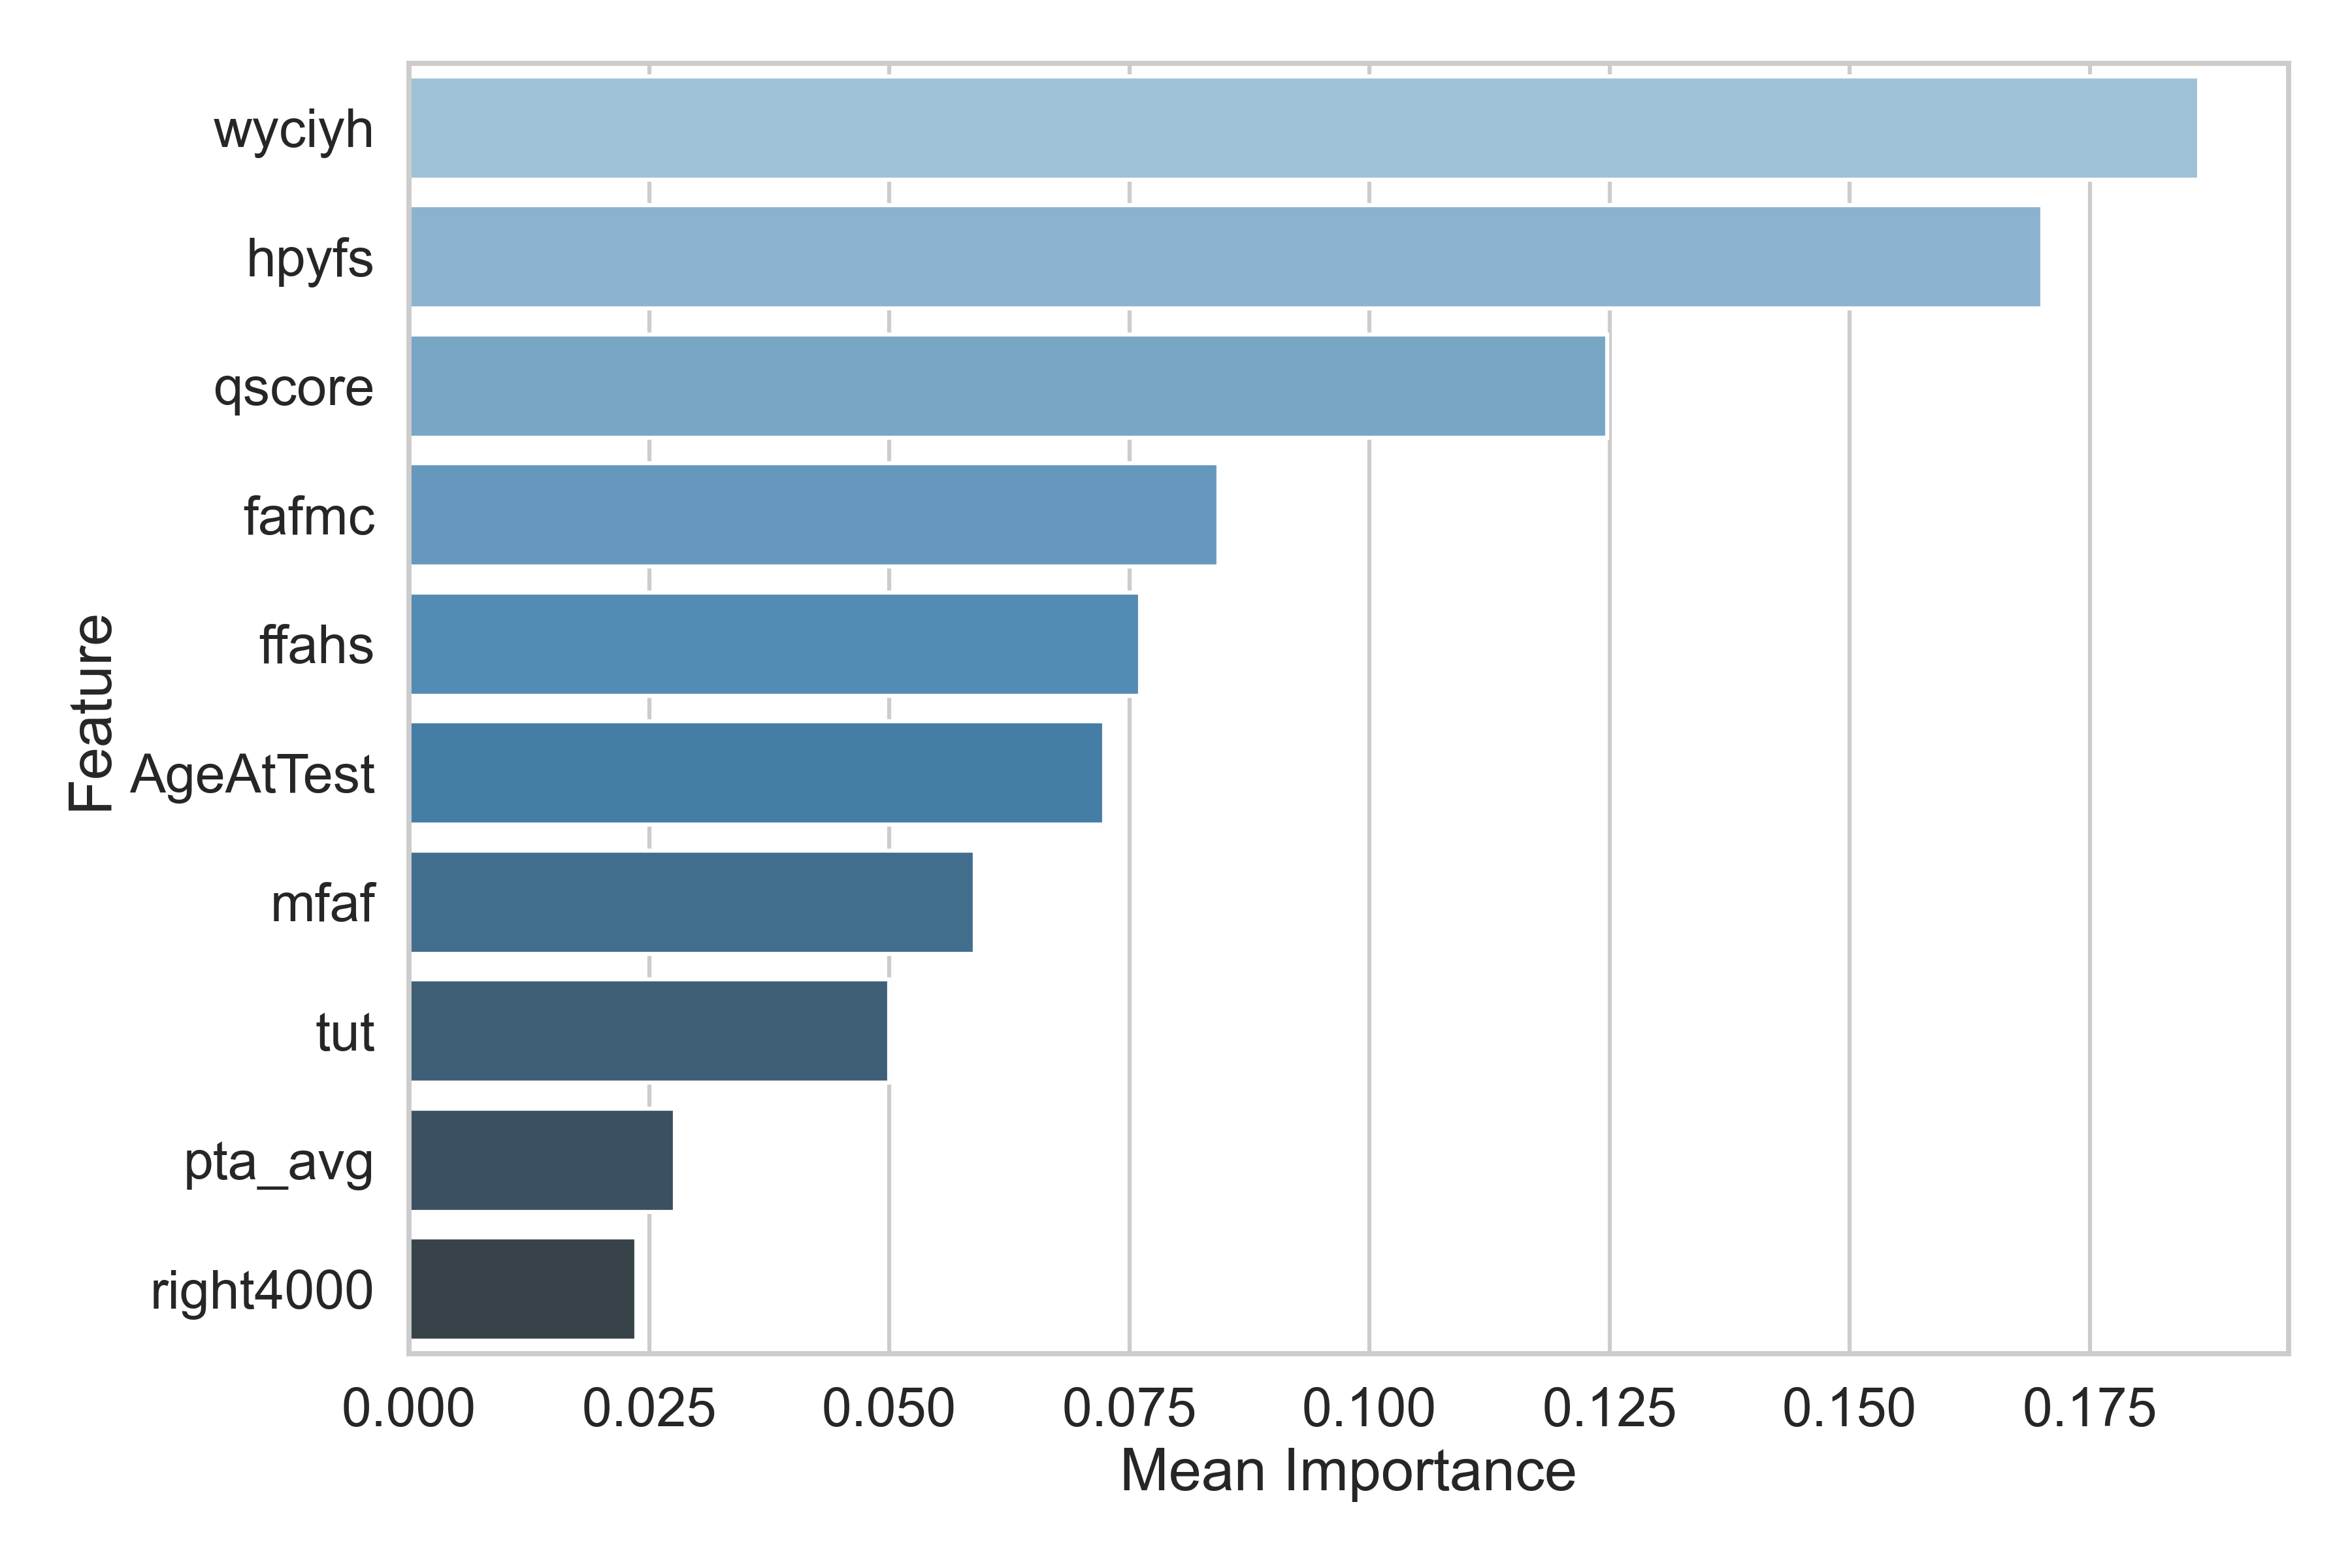 wyciyh
hpyfs
qscore
fafmc
ffahs
AgeAtTest
mfaf
tut
pta_avg
right4000
Feature
0.000 0.025 0.050 0.075 0.100 0.125 0.150 0.175
Mean Importance